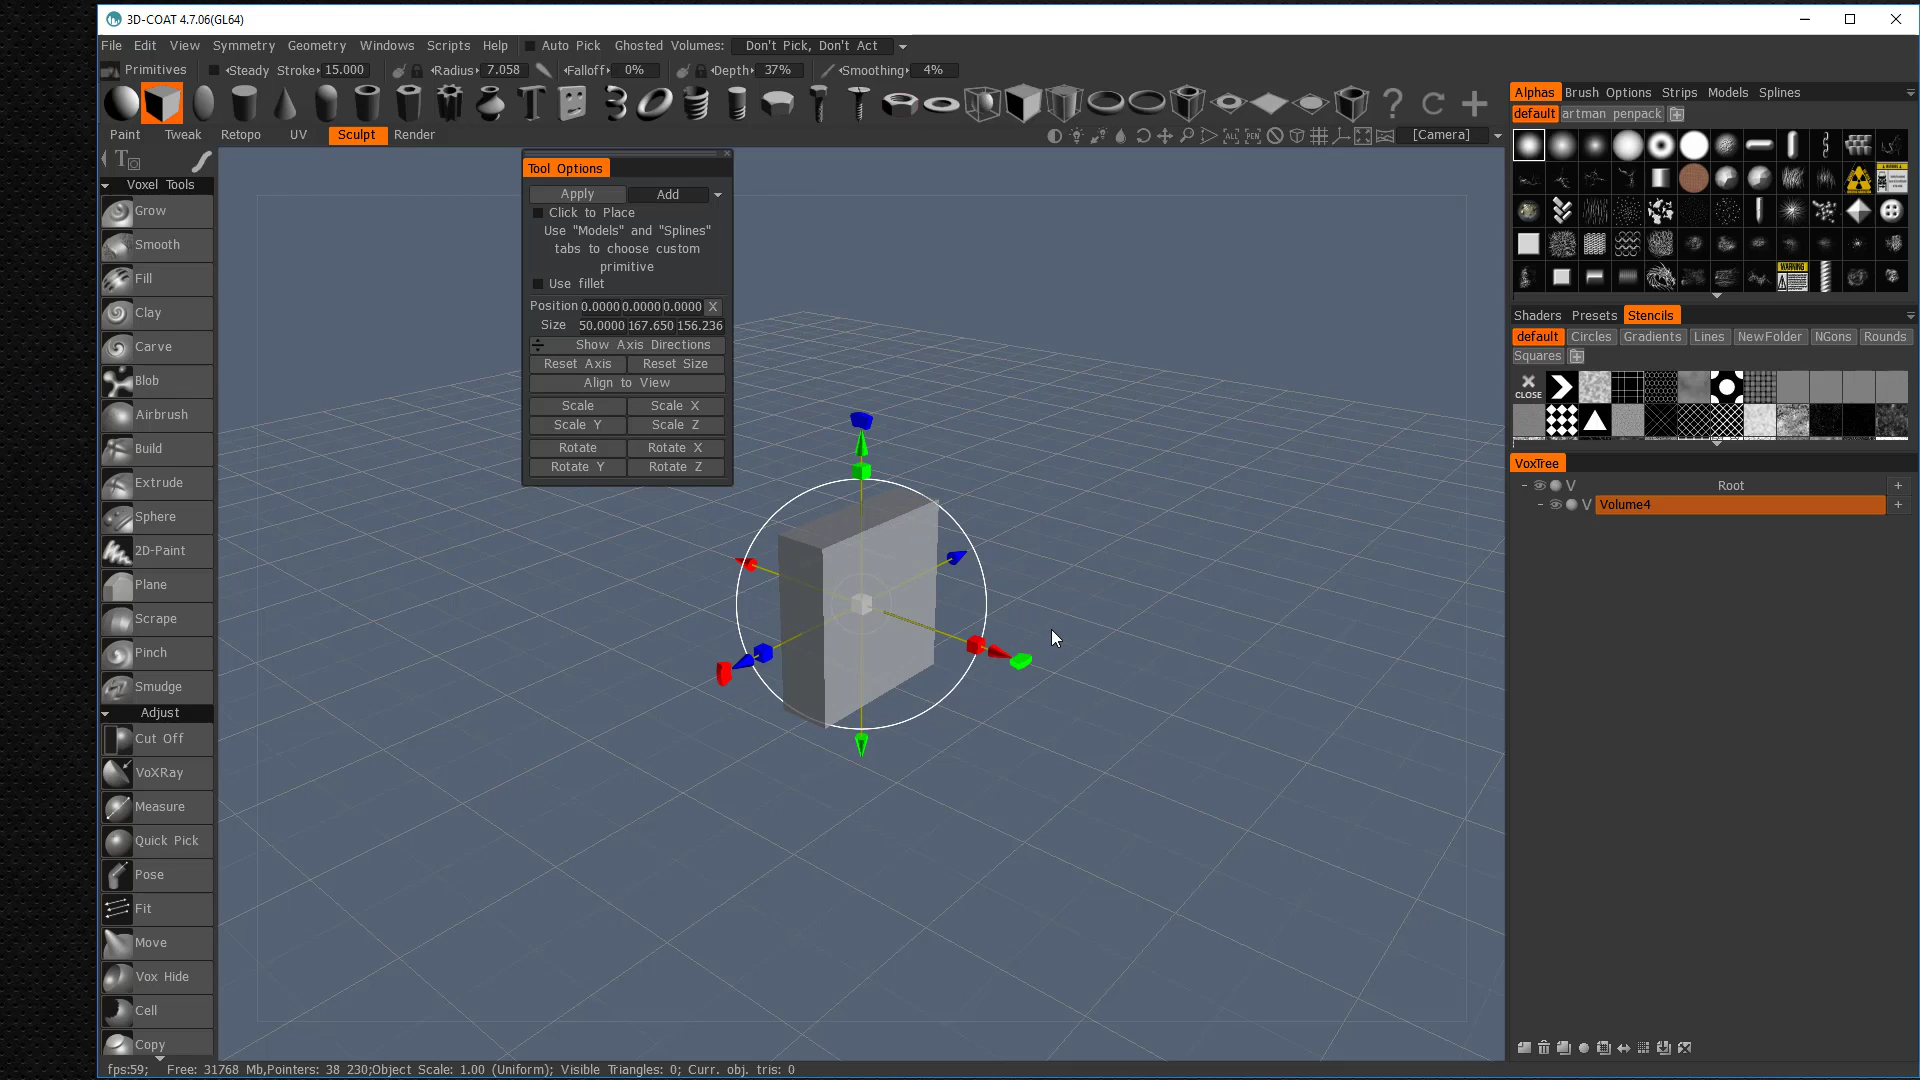 3D-COAT 4.7.06(GL64)
File Edit View Symmetry Geometry Windows Scripts Help Auto Pick Ghosted Volumes: Don't Pick, Don't Act
Primitives Steady Stroke 15.000 Radius 7.058 Falloff 0% Depth 37% Smoothing 4%
Paint Tweak Retopo UV Sculpt Render [Camera]
Voxel Tools
Grow
Smooth
Fill
Clay
Carve
Blob
Airbrush
Build
Extrude
Sphere
2D-Paint
Plane
Scrape
Pinch
Smudge
Adjust
Cut Off
VoXRay
Measure
Quick Pick
Pose
Fit
Move
Vox Hide
Cell
Copy
Tool Options
Apply Add
Click to Place
Use "Models" and "Splines"
tabs to choose custom
primitive
Use fillet
Position 0.0000 0.0000 0.0000 X
Size 50.0000 167.650 156.236
Show Axis Directions
Reset Axis Reset Size
Align to View
Scale Scale X
Scale Y Scale Z
Rotate Rotate X
Rotate Y Rotate Z
Alphas Brush Options Strips Models Splines
default artman penpack
WARNING
Shaders Presets Stencils
default Circles Gradients Lines NewFolder NGons Rounds
Squares
CLOSE
VoxTree
V Root +
V Volume4 +
fps:59; Free: 31768 Mb,Pointers: 38 230;Object Scale: 1.00 (Uniform); Visible Triangles: 0; Curr. obj. tris: 0